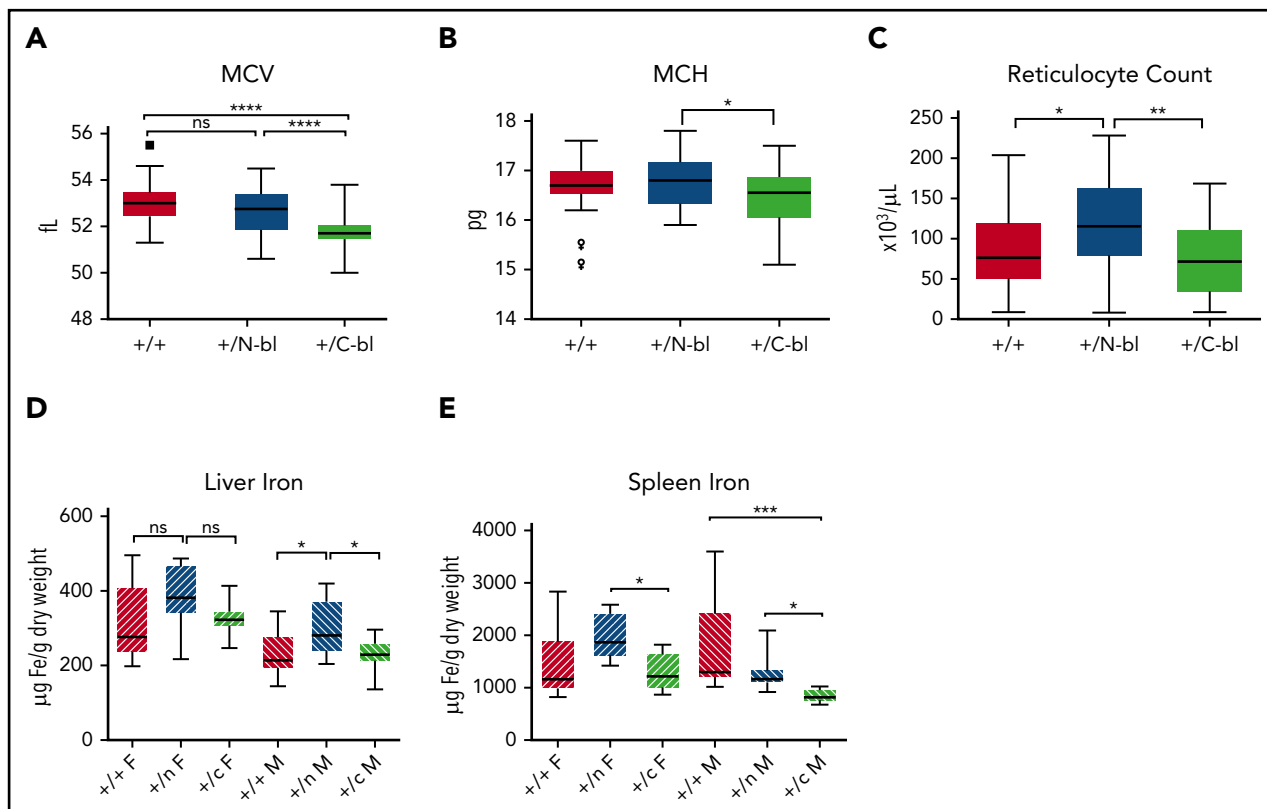 A
MCV
fL
56
54
52
50
48
****
ns
****
+/+
+/N-bl
+/C-bl
B
MCH
pg
18
17
16
15
14
*
+/+
+/N-bl
+/C-bl
C
Reticulocyte Count
x10³/µL
250
200
150
100
50
0
*
**
+/+
+/N-bl
+/C-bl
D
Liver Iron
µg Fe/g dry weight
600
400
200
0
ns
ns
*
*
+/+ F
+/n F
+/c F
+/+ M
+/n M
+/c M
E
Spleen Iron
µg Fe/g dry weight
4000
3000
2000
1000
0
*
***
*
+/+ F
+/n F
+/c F
+/+ M
+/n M
+/c M